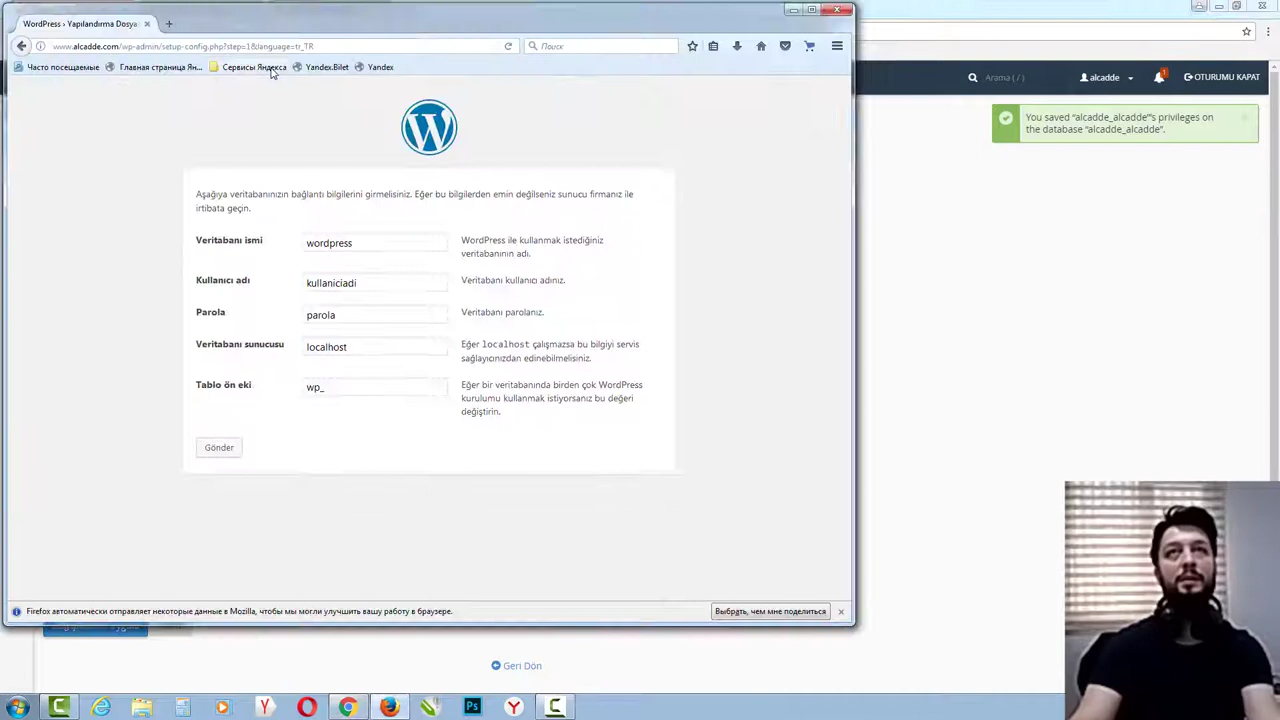 WordPress › Yapılandırma Dosya
www.alcadde.com/wp-admin/setup-config.php?step=1&language=tr_TR
Поиск
Часто посещаемые
Главная страница Ян...
Сервисы Яндекса
Yandex.Bilet
Yandex
Arama ( / )
alcadde
1
OTURUMU KAPAT
You saved “alcadde_alcadde”'s privileges on
the database “alcadde_alcadde”.
Aşağıya veritabanınızın bağlantı bilgilerini girmelisiniz. Eğer bu bilgilerden emin değilseniz sunucu firmanız ile
irtibata geçin.
Veritabanı ismi
wordpress
WordPress ile kullanmak istediğiniz
veritabanının adı.
Kullanıcı adı
kullaniciadi
Veritabanı kullanıcı adınız.
Parola
parola
Veritabanı parolanız.
Veritabanı sunucusu
localhost
Eğer localhost çalışmazsa bu bilgiyi servis
sağlayıcınızdan edinebilmelisiniz.
Tablo ön eki
wp_
Eğer bir veritabanında birden çok WordPress
kurulumu kullanmak istiyorsanız bu değeri
değiştirin.
Gönder
Firefox автоматически отправляет некоторые данные в Mozilla, чтобы мы могли улучшить вашу работу в браузере.
Выбрать, чем мне поделиться
Geri Dön
Ps